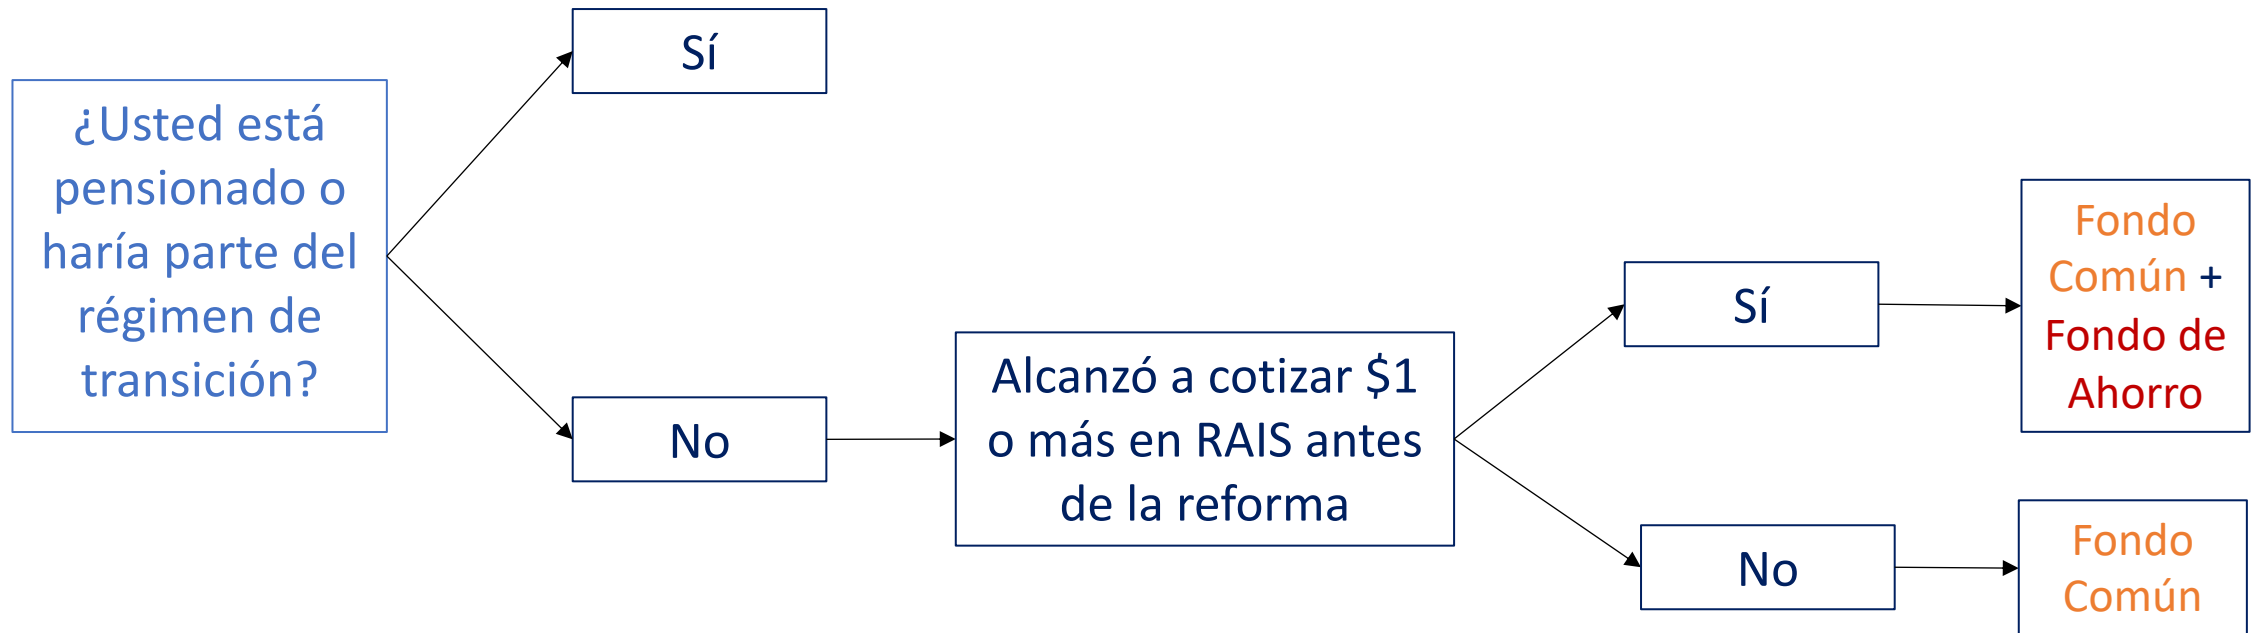 Sí
¿Usted está
pensionado o
haría parte del
régimen de
transición?
No
Alcanzó a cotizar $1
o más en RAIS antes
de la reforma
Sí
Fondo
Común +
Fondo de
Ahorro
No
Fondo
Común